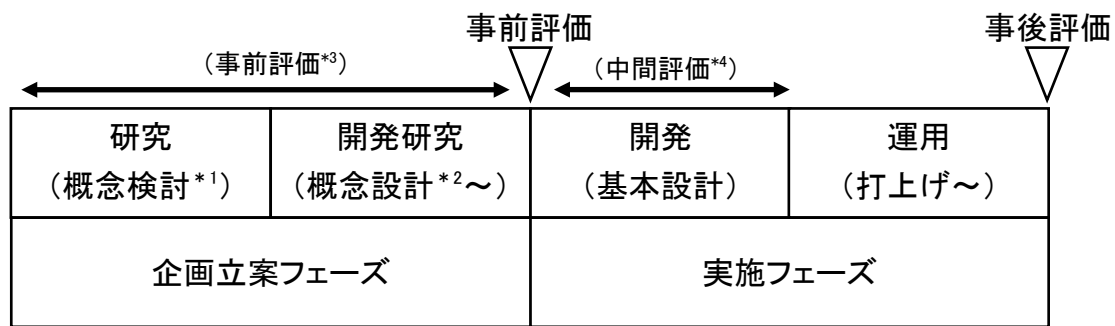 事前評価
事後評価
（事前評価*3）
（中間評価*4）
研究
（概念検討*1）
開発研究
（概念設計*2～）
開発
（基本設計）
運用
（打上げ～）
企画立案フェーズ
実施フェーズ